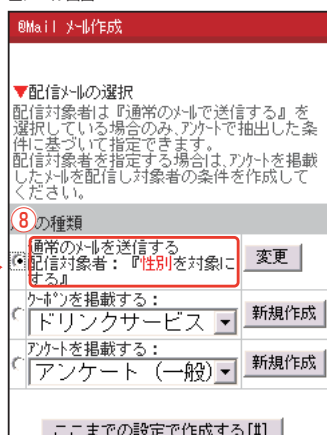 @Mail ﾒｰﾙ作成
▼配信ﾒｰﾙの選択
配信対象者は『通常のﾒｰﾙで送信する』を
選択している場合のみ､ｱﾝｹｰﾄで抽出した条
件に基づいて指定できます。
配信対象者を指定する場合は､ｱﾝｹｰﾄを掲載
したﾒｰﾙを配信し対象者の条件を作成して
ください。
⑧の種類
通常のﾒｰﾙを送信する
配信対象者：『性別を対象に
する』
変更
ｸｰﾎﾟﾝを掲載する：
ドリンクサービス
新規作成
ｱﾝｹｰﾄを掲載する：
アンケート（一般)
新規作成
ここまでの設定で作成する[#]